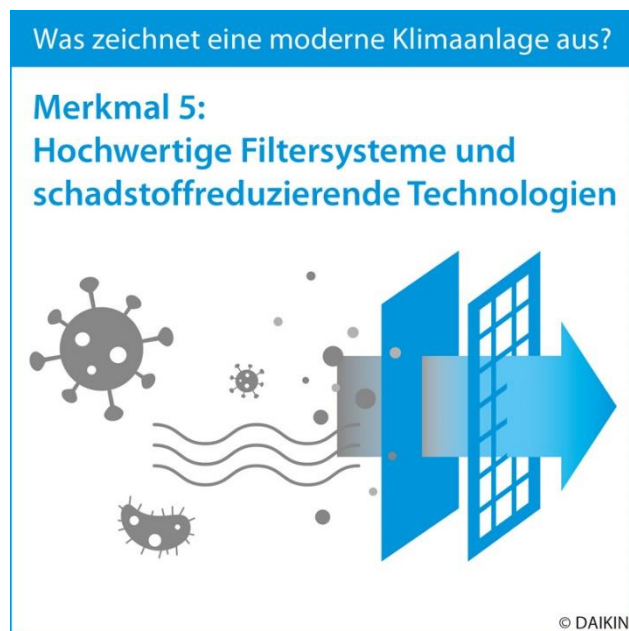 Was zeichnet eine moderne Klimaanlage aus?
Merkmal 5:
Hochwertige Filtersysteme und
schadstoffreduzierende Technologien
© DAIKIN